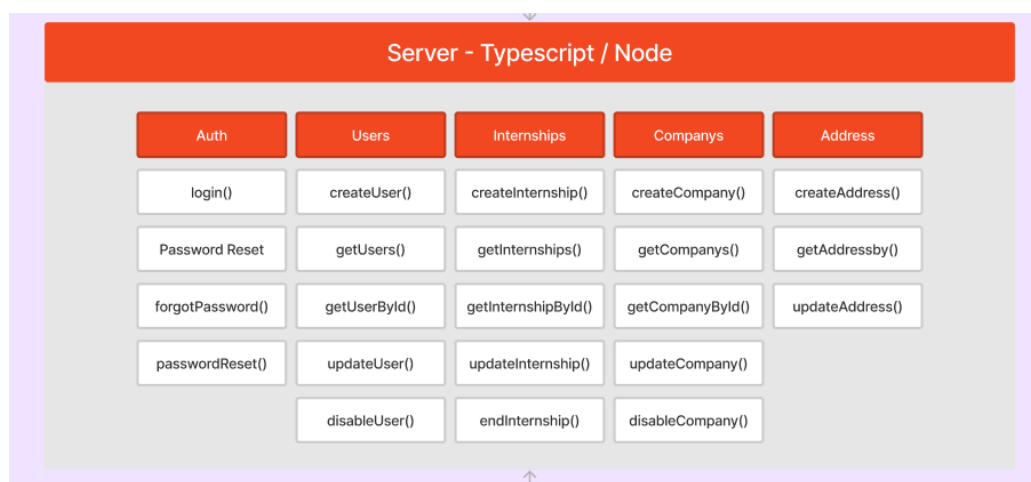 Server - Typescript / Node
Auth
Users
Internships
Companys
Address
login()
createUser()
createInternship()
createCompany()
createAddress()
Password Reset
getUsers()
getInternships()
getCompanys()
getAddressby()
forgotPassword()
getUserById()
getInternshipById()
getCompanyById()
updateAddress()
passwordReset()
updateUser()
updateInternship()
updateCompany()
disableUser()
endInternship()
disableCompany()